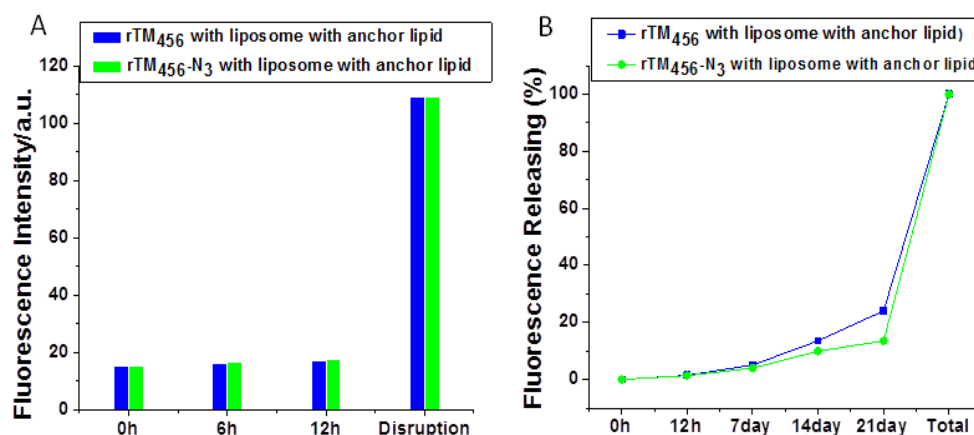 A
rTM456 with liposome with anchor lipid
rTM456-N3 with liposome with anchor lipid
Fluorescence Intensity/a.u.
120
100
80
60
40
20
0
0h 6h 12h Disruption
B
rTM456 with liposome with anchor lipid)
rTM456-N3 with liposome with anchor lipid
Fluorescence Releasing (%)
100
80
60
40
20
0
0h 12h 7day 14day 21day Total